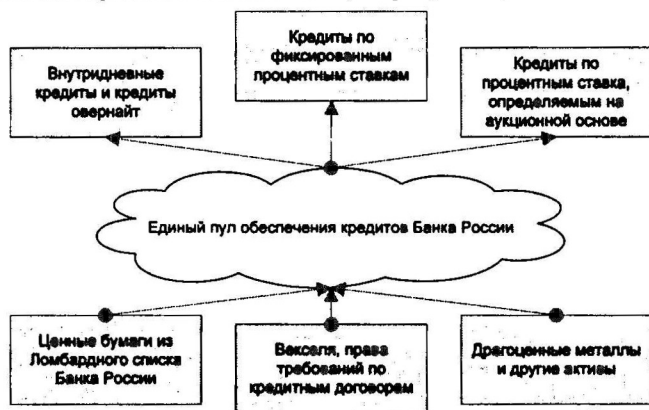 Внутридневные
кредиты и кредиты
овернайт
Кредиты по
фиксированным
процентным ставкам
Кредиты по
процентным ставка,
определяемым на
аукционной основе
Единый пул обеспечения кредитов Банка России
Ценные бумаги из
Ломбардного списка
Банка России
Векселя, права
требований по
кредитным договорам
Драгоценные металлы
и другие активы